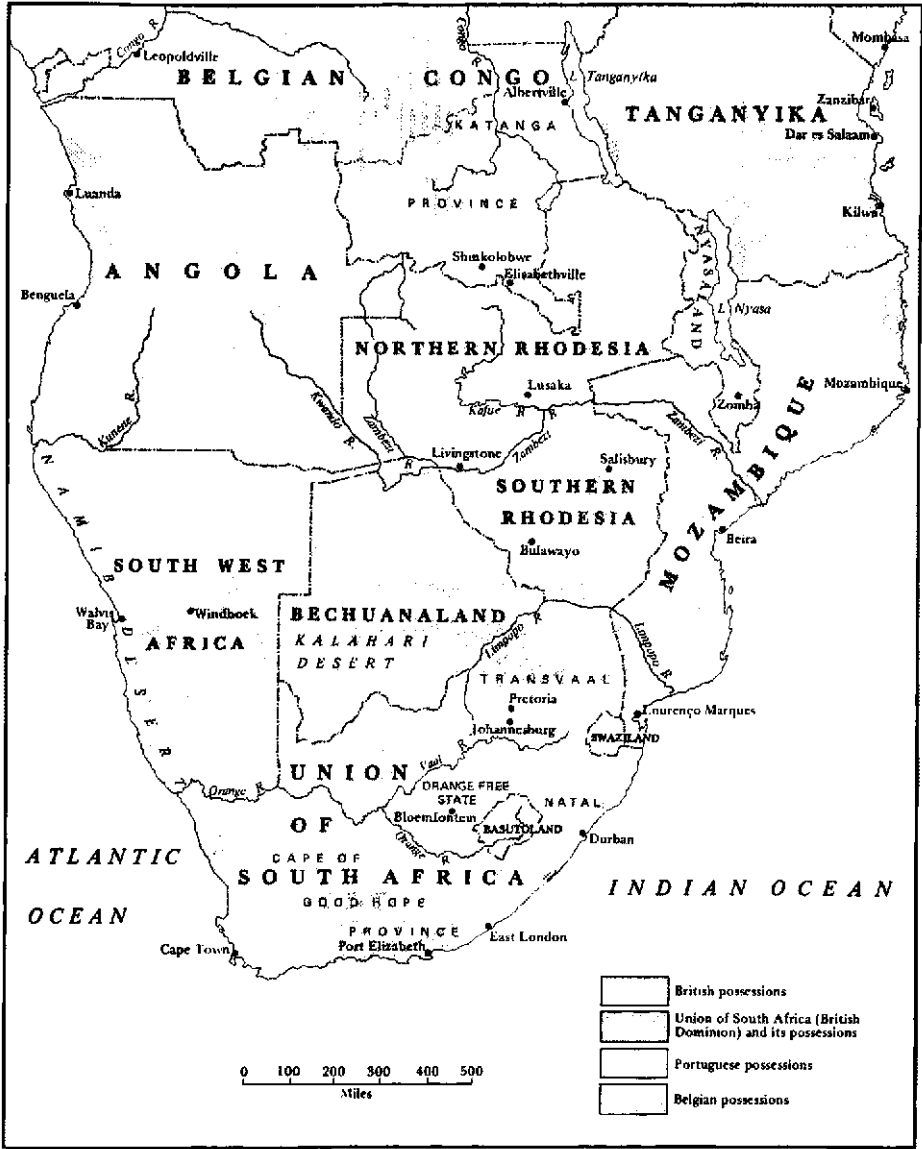 Congo R.
Leopoldville
BELGIAN CONGO
Congo R
L Tanganyika
Albertville
KATANGA
PROVINCE
Mombasa
TANGANYIKA
Zanzibar
Dar es Salaam
Kilwa
Luanda
ANGOLA
Benguela
Shinkolobwe
Elisabethville
NYASALAND
L Nyasa
NORTHERN RHODESIA
Lusaka
Kafue R
R
Kunene R.
Kwando R.
Zambezi
R
Livingstone
Zambezi
Zomba
Zambezi R.
Mozambique
MOZAMBIQUE
Salisbury
SOUTHERN
RHODESIA
Bulawayo
Beira
NAMIB DESERT
SOUTH WEST
AFRICA
Walvis
Bay
Windhoek
BECHUANALAND
KALAHARI
DESERT
Limpopo R
Limpopo R
TRANSVAAL
Pretoria
Johannesburg
Lourenço Marques
SWAZILAND
Orange R
Vaal R
UNION
OF
SOUTH AFRICA
ORANGE FREE
STATE
Bloemfontein
BASUTOLAND
NATAL
Durban
Orange R
CAPE OF
GOOD HOPE
PROVINCE
ATLANTIC
OCEAN
INDIAN OCEAN
Cape Town
Port Elizabeth
East London
British possessions
Union of South Africa (British
Dominion) and its possessions
Portuguese possessions
Belgian possessions
0 100 200 300 400 500
Miles